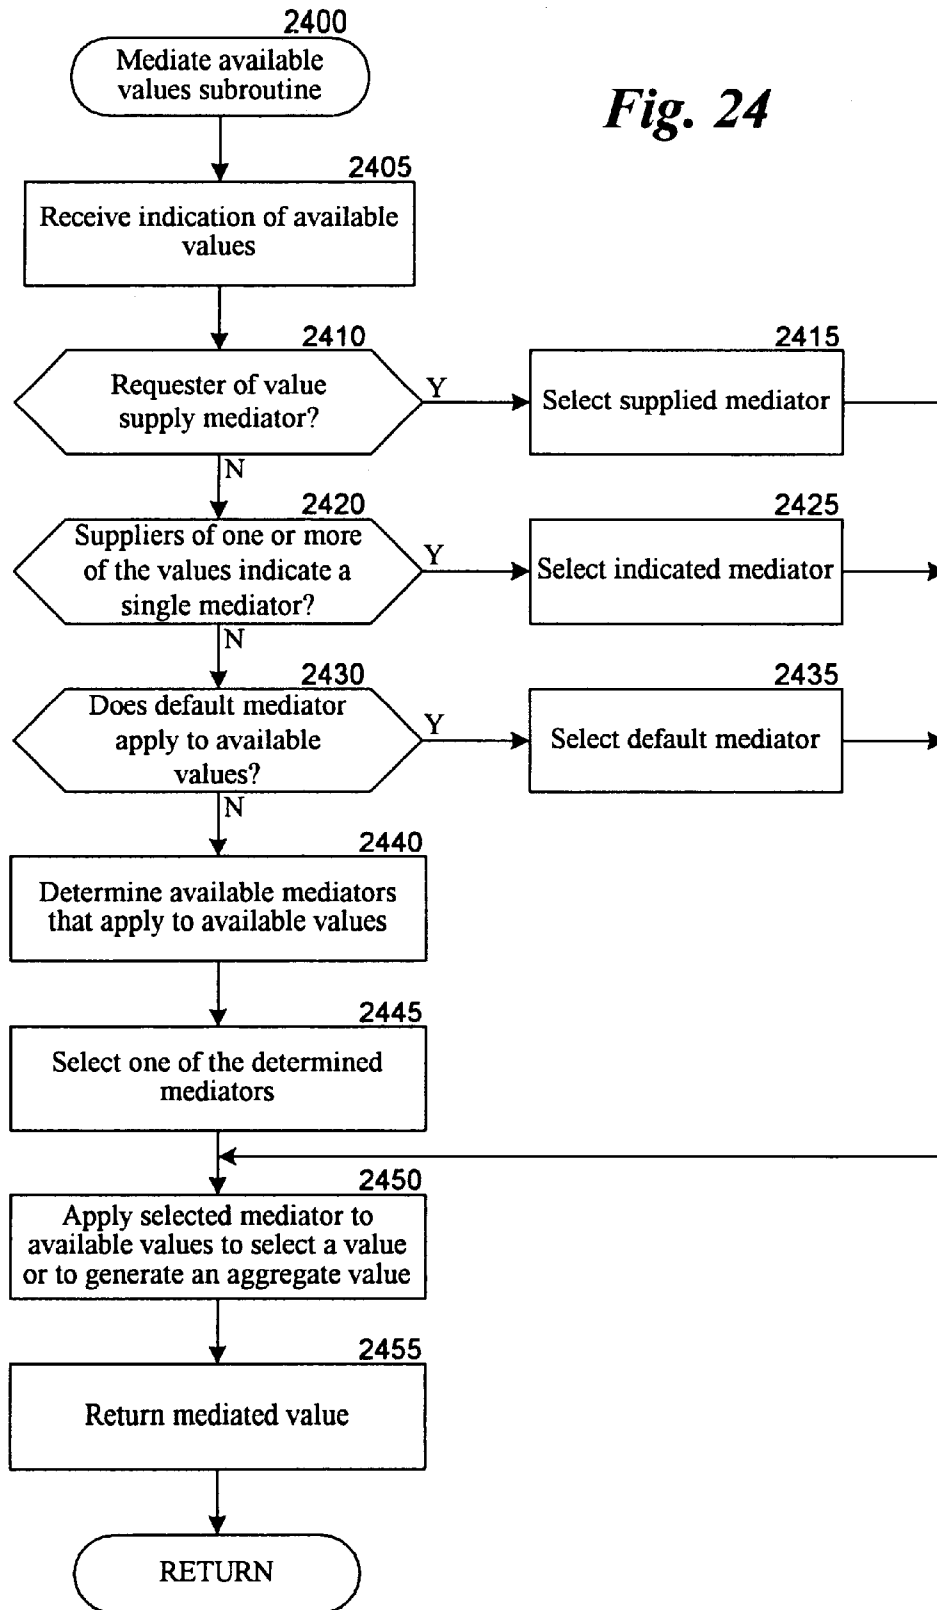 2400
Mediate available
values subroutine
Fig. 24
2405
Receive indication of available
values
2410
Requester of value
supply mediator?
Y
N
2415
Select supplied mediator
2420
Suppliers of one or more
of the values indicate a
single mediator?
Y
N
2425
Select indicated mediator
2430
Does default mediator
apply to available
values?
Y
N
2435
Select default mediator
2440
Determine available mediators
that apply to available values
2445
Select one of the determined
mediators
2450
Apply selected mediator to
available values to select a value
or to generate an aggregate value
2455
Return mediated value
RETURN